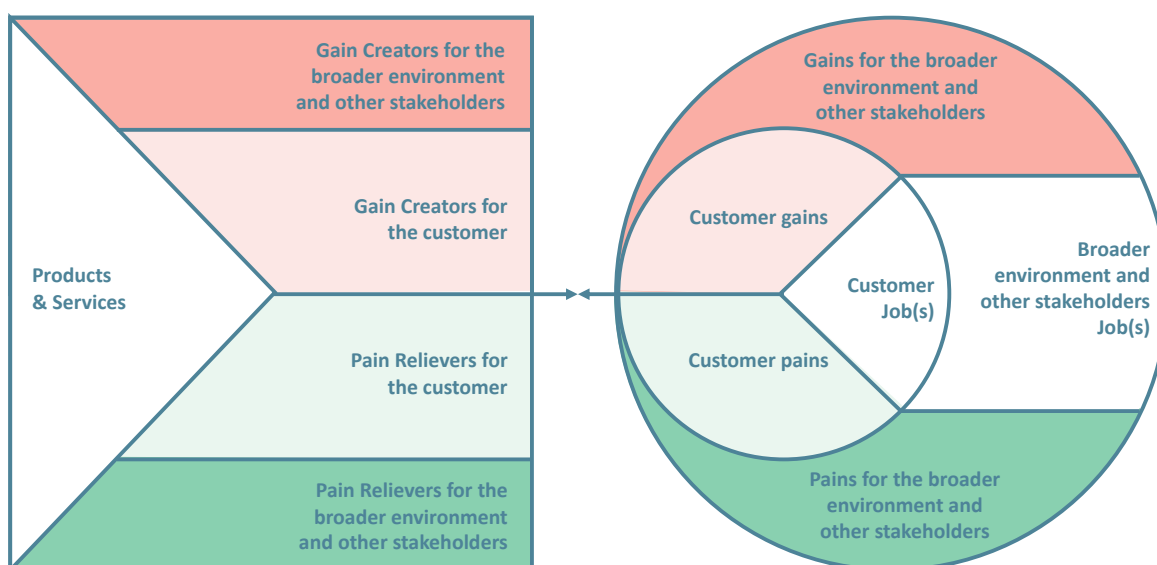 Gain Creators for the
broader environment
and other stakeholders
Gain Creators for
the customer
Products
& Services
Pain Relievers for
the customer
Pain Relievers for the
broader environment
and other stakeholders
Gains for the broader
environment and
other stakeholders
Customer gains
Customer
Job(s)
Broader
environment and
other stakeholders
Job(s)
Customer pains
Pains for the broader
environment and
other stakeholders